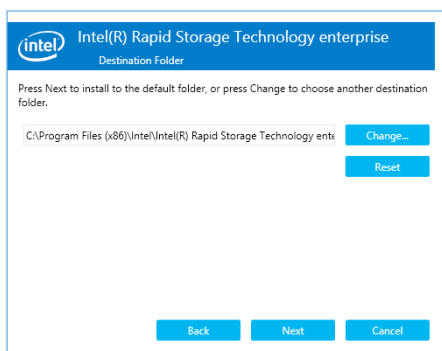 intel
Intel(R) Rapid Storage Technology enterprise
Destination Folder
Press Next to install to the default folder, or press Change to choose another destination
folder.
C:\Program Files (x86)\Intel\Intel(R) Rapid Storage Technology ente
Change...
Reset
Back
Next
Cancel